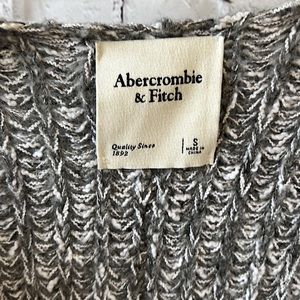 Abercrombie
& Fitch
Quality Since
1892
S
MADE IN
CHINA